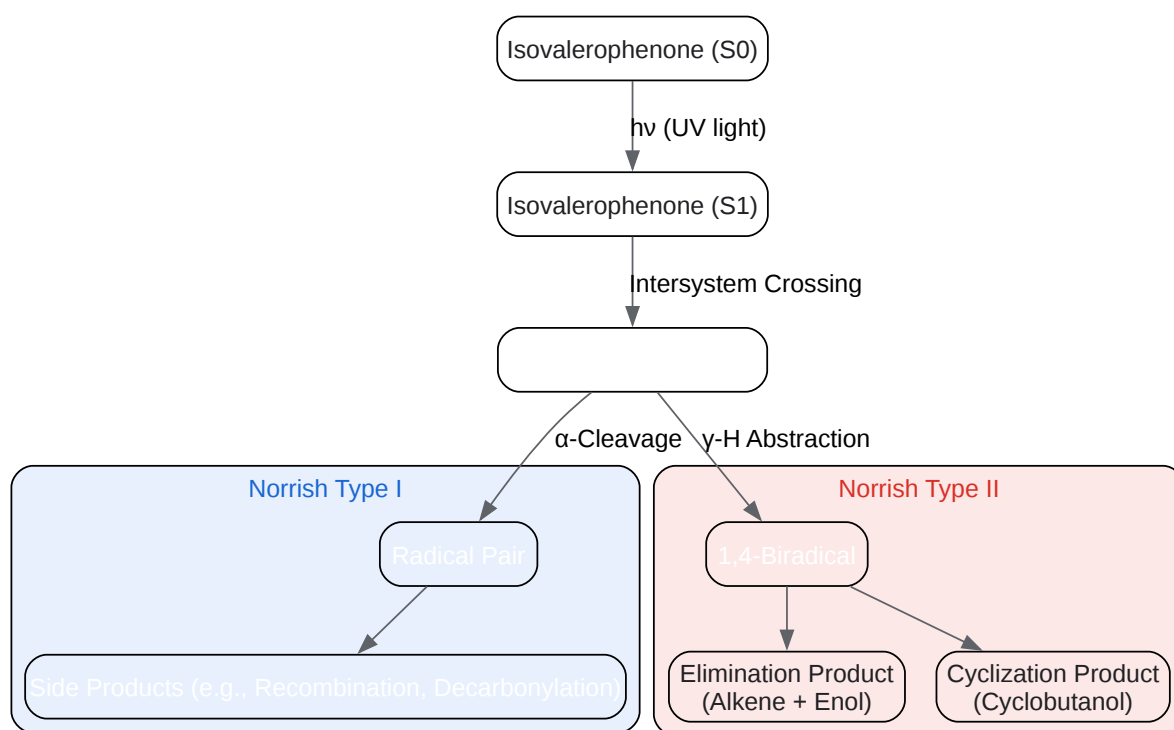 Isovalerophenone (S0)
hν (UV light)
Isovalerophenone (S1)
Intersystem Crossing
α-Cleavage
γ-H Abstraction
Norrish Type I
Norrish Type II
Radical Pair
1,4-Biradical
Side Products (e.g., Recombination, Decarbonylation)
Elimination Product
(Alkene + Enol)
Cyclization Product
(Cyclobutanol)